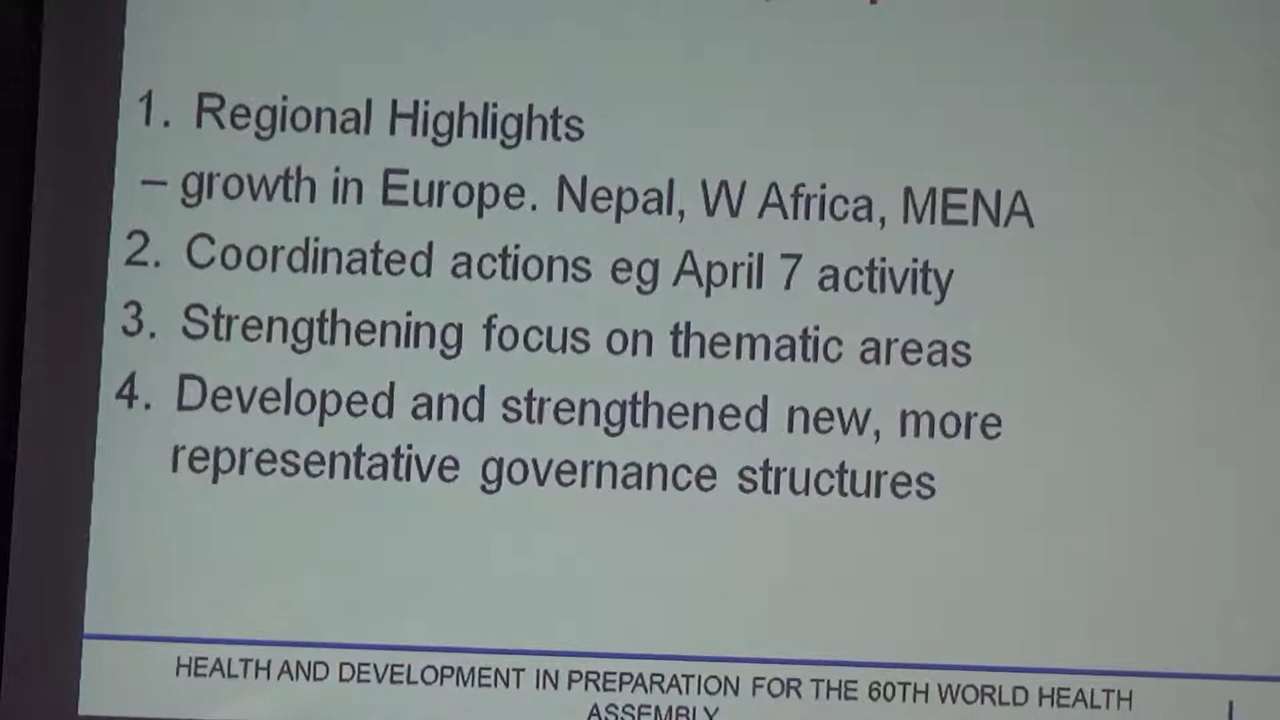 1. Regional Highlights
– growth in Europe. Nepal, W Africa, MENA
2. Coordinated actions eg April 7 activity
3. Strengthening focus on thematic areas
4. Developed and strengthened new, more
representative governance structures
HEALTH AND DEVELOPMENT IN PREPARATION FOR THE 60TH WORLD HEALTH
ASSEMBLY